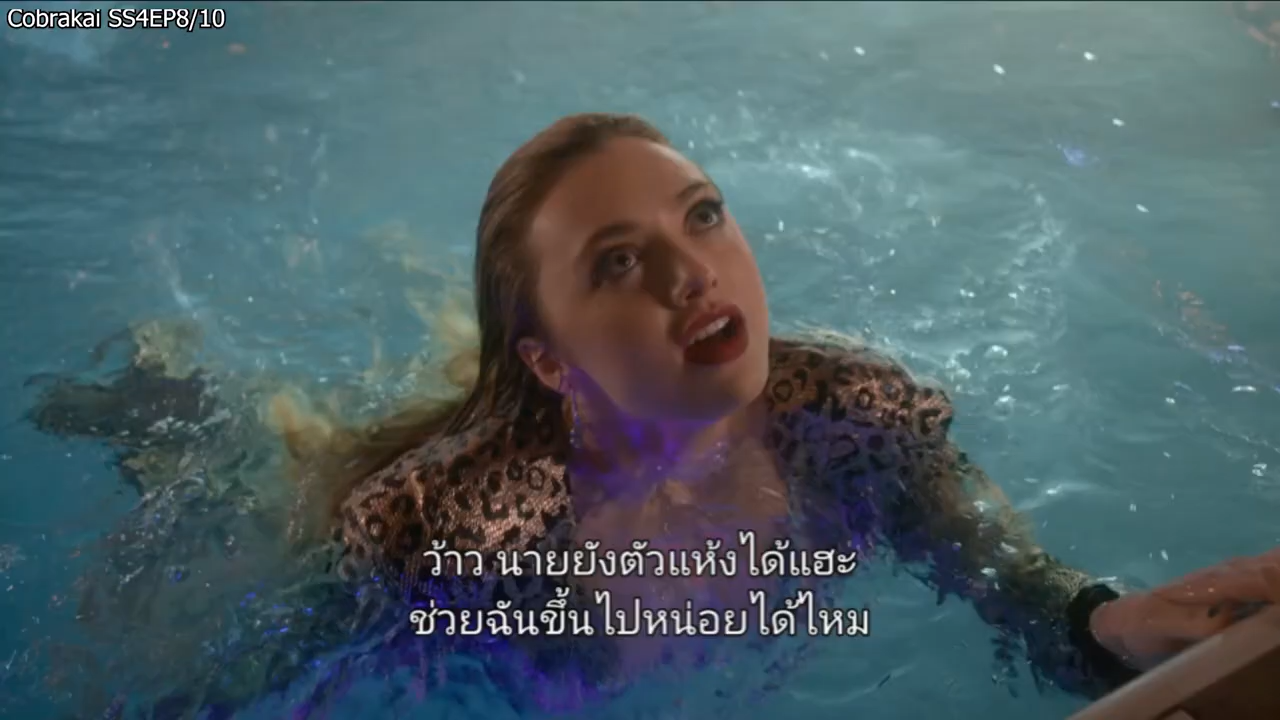 Cobrakai SS4EP8/10
ว้าว นายยังตัวแห้งได้แฮะ
ช่วยฉันขึ้นไปหน่อยได้ไหม